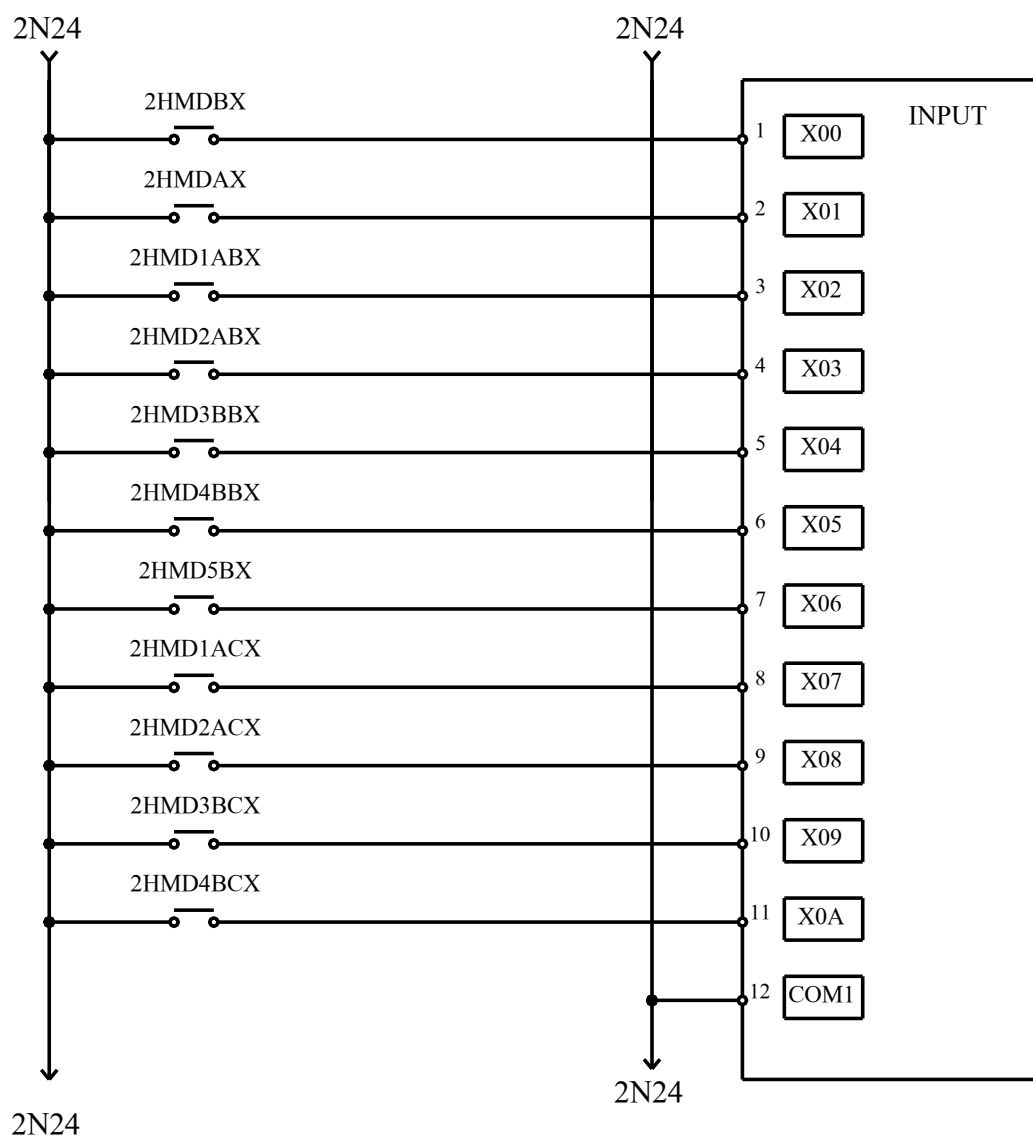 2N24 2N24
INPUT
2HMDBX 1 X00
2HMDAX 2 X01
2HMD1ABX 3 X02
2HMD2ABX 4 X03
2HMD3BBX 5 X04
2HMD4BBX 6 X05
2HMD5BX 7 X06
2HMD1ACX 8 X07
2HMD2ACX 9 X08
2HMD3BCX 10 X09
2HMD4BCX 11 X0A
12 COM1
2N24
2N24